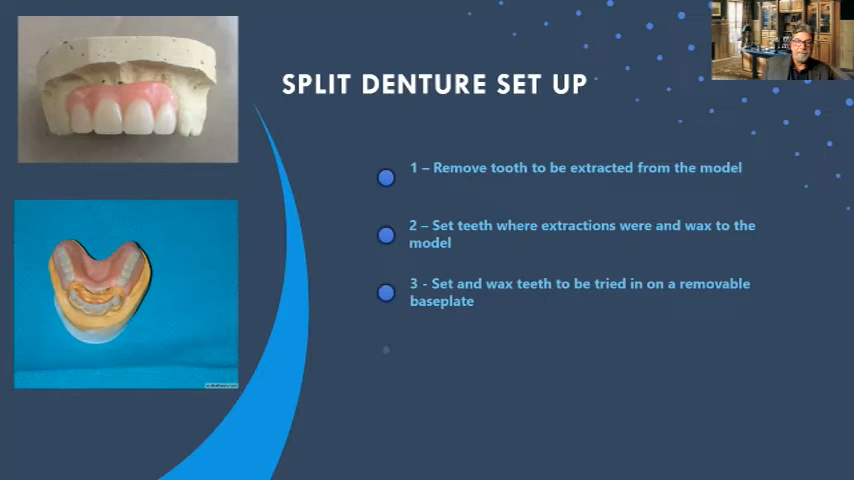 SPLIT DENTURE SET UP
1 – Remove tooth to be extracted from the model
2 – Set teeth where extractions were and wax to the
model
3 - Set and wax teeth to be tried in on a removable
baseplate